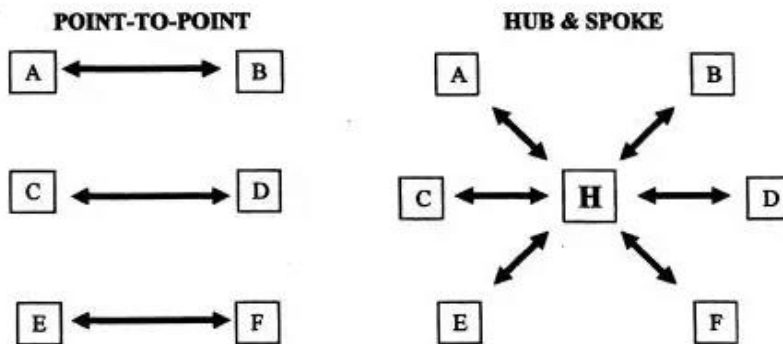 POINT-TO-POINT
A B
C D
E F
HUB & SPOKE
A B
C H D
E F